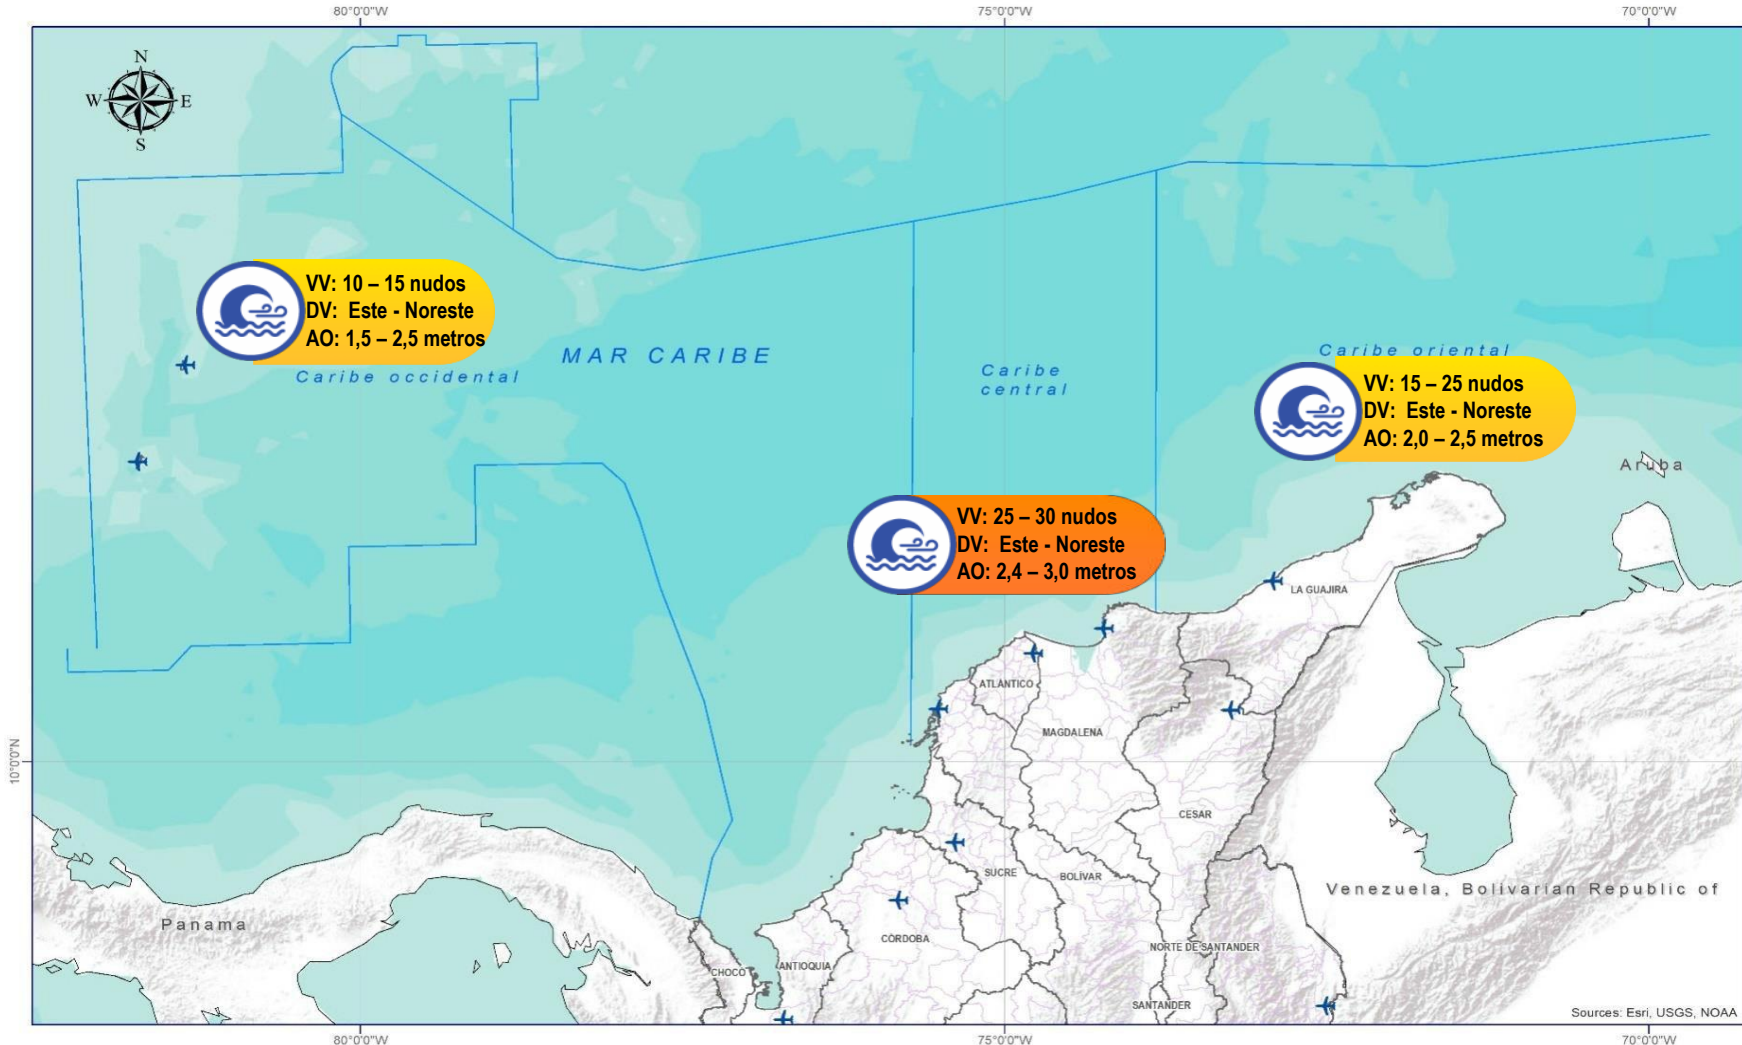 80°0'0"W
75°0'0"W
70°0'0"W
N
W
E
S
VV: 10 – 15 nudos
DV: Este - Noreste
AO: 1,5 – 2,5 metros
MAR CARIBE
Caribe occidental
Caribe
central
Caribe oriental
VV: 15 – 25 nudos
DV: Este - Noreste
AO: 2,0 – 2,5 metros
Aruba
VV: 25 – 30 nudos
DV: Este - Noreste
AO: 2,4 – 3,0 metros
LA GUAJIRA
ATLÁNTICO
MAGDALENA
10°0'0"N
CESAR
SUCRE
BOLÍVAR
Venezuela, Bolivarian Republic of
Panama
CÓRDOBA
NORTE DE SANTANDER
CHOCÓ
ANTIOQUIA
SANTANDER
Sources: Esri, USGS, NOAA
80°0'0"W
75°0'0"W
70°0'0"W